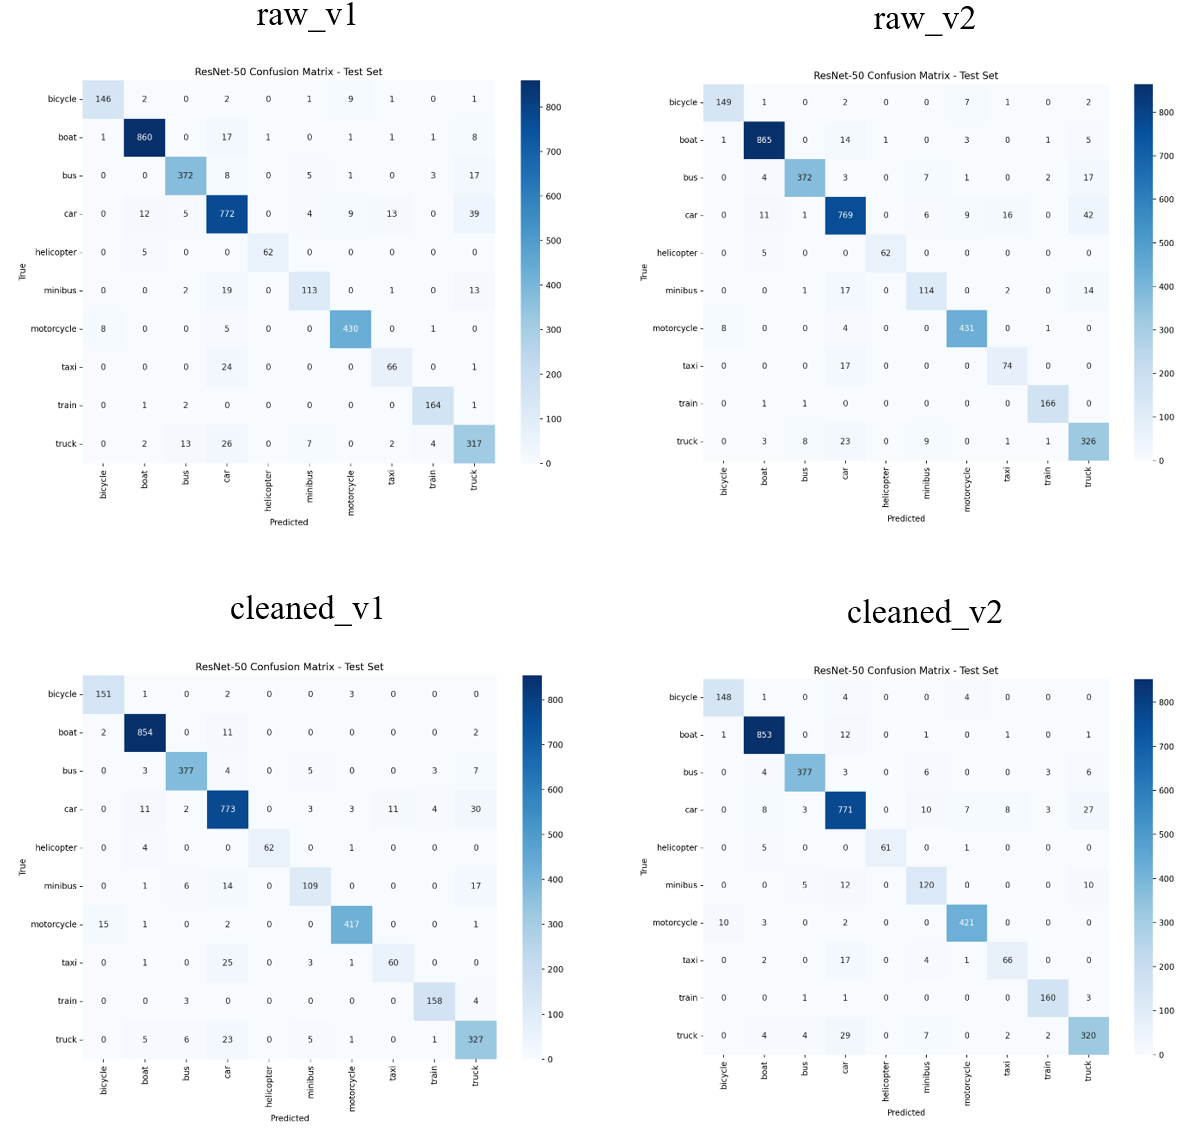 raw_v1
ResNet-50 Confusion Matrix - Test Set
bicycle 146 2 0 2 0 1 9 1 0 1
boat 1 860 0 17 1 0 1 1 1 8
bus 0 0 372 8 0 5 1 0 3 17
car 0 12 5 772 0 4 9 13 0 39
helicopter 0 5 0 0 62 0 0 0 0 0
minibus 0 0 2 19 0 113 0 1 0 13
motorcycle 8 0 0 5 0 0 430 0 1 0
taxi 0 0 0 24 0 0 0 66 0 1
train 0 1 2 0 0 0 0 0 164 1
truck 0 2 13 26 0 7 0 2 4 317
True
bicycle boat bus car helicopter minibus motorcycle taxi train truck
Predicted
800
700
600
500
400
300
200
100
0
raw_v2
ResNet-50 Confusion Matrix - Test Set
bicycle 149 1 0 2 0 0 7 1 0 2
boat 1 865 0 14 1 0 3 0 1 5
bus 0 4 372 3 0 7 1 0 2 17
car 0 11 1 769 0 6 9 16 0 42
helicopter 0 5 0 0 62 0 0 0 0 0
minibus 0 0 1 17 0 114 0 2 0 14
motorcycle 8 0 0 4 0 0 431 0 1 0
taxi 0 0 0 17 0 0 0 74 0 0
train 0 1 1 0 0 0 0 0 166 0
truck 0 3 8 23 0 9 0 1 1 326
True
bicycle boat bus car helicopter minibus motorcycle taxi train truck
Predicted
800
700
600
500
400
300
200
100
0
cleaned_v1
ResNet-50 Confusion Matrix - Test Set
bicycle 151 1 0 2 0 0 3 0 0 0
boat 2 854 0 11 0 0 0 0 0 2
bus 0 3 377 4 0 5 0 0 3 7
car 0 11 2 773 0 3 3 11 4 30
helicopter 0 4 0 0 62 0 1 0 0 0
minibus 0 1 6 14 0 109 0 0 0 17
motorcycle 15 1 0 2 0 0 417 0 0 1
taxi 0 1 0 25 0 3 1 60 0 0
train 0 0 3 0 0 0 0 0 158 4
truck 0 5 6 23 0 5 1 0 1 327
True
bicycle boat bus car helicopter minibus motorcycle taxi train truck
Predicted
800
700
600
500
400
300
200
100
0
cleaned_v2
ResNet-50 Confusion Matrix - Test Set
bicycle 148 1 0 4 0 0 4 0 0 0
boat 1 853 0 12 0 1 0 1 0 1
bus 0 4 377 3 0 6 0 0 3 6
car 0 8 3 771 0 10 7 8 3 27
helicopter 0 5 0 0 61 0 1 0 0 0
minibus 0 0 5 12 0 120 0 0 0 10
motorcycle 10 3 0 2 0 0 421 0 0 0
taxi 0 2 0 17 0 4 1 66 0 0
train 0 0 1 1 0 0 0 0 160 3
truck 0 4 4 29 0 7 0 2 2 320
True
bicycle boat bus car helicopter minibus motorcycle taxi train truck
Predicted
800
700
600
500
400
300
200
100
0